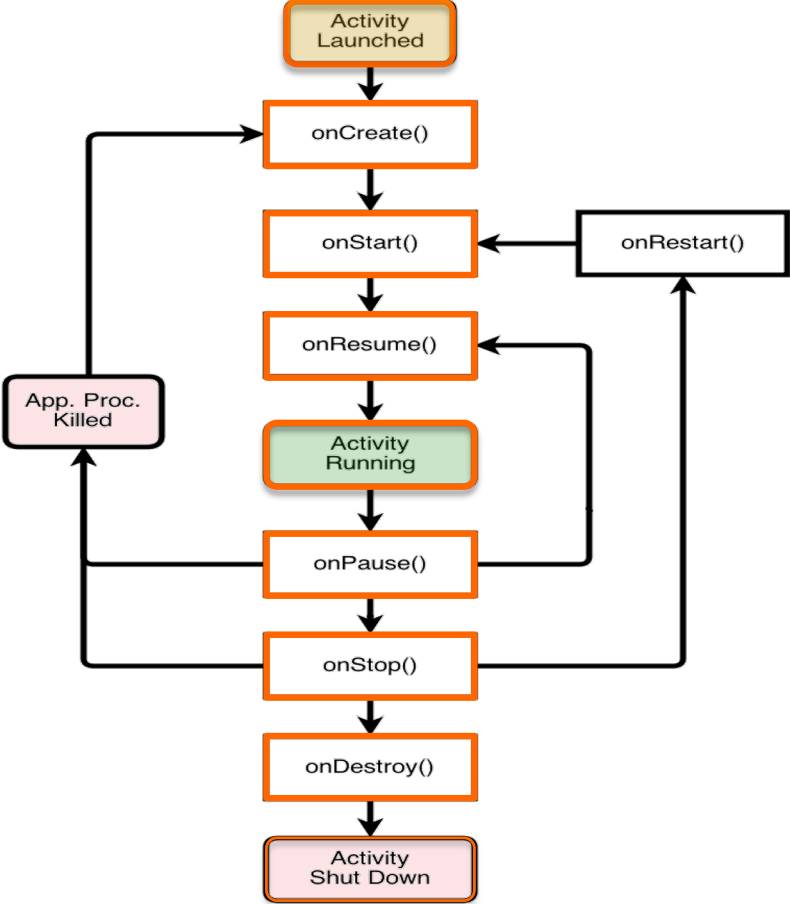 Activity
Launched
onCreate()
onStart()
onRestart()
onResume()
App. Proc.
Killed
Activity
Running
onPause()
onStop()
onDestroy()
Activity
Shut Down